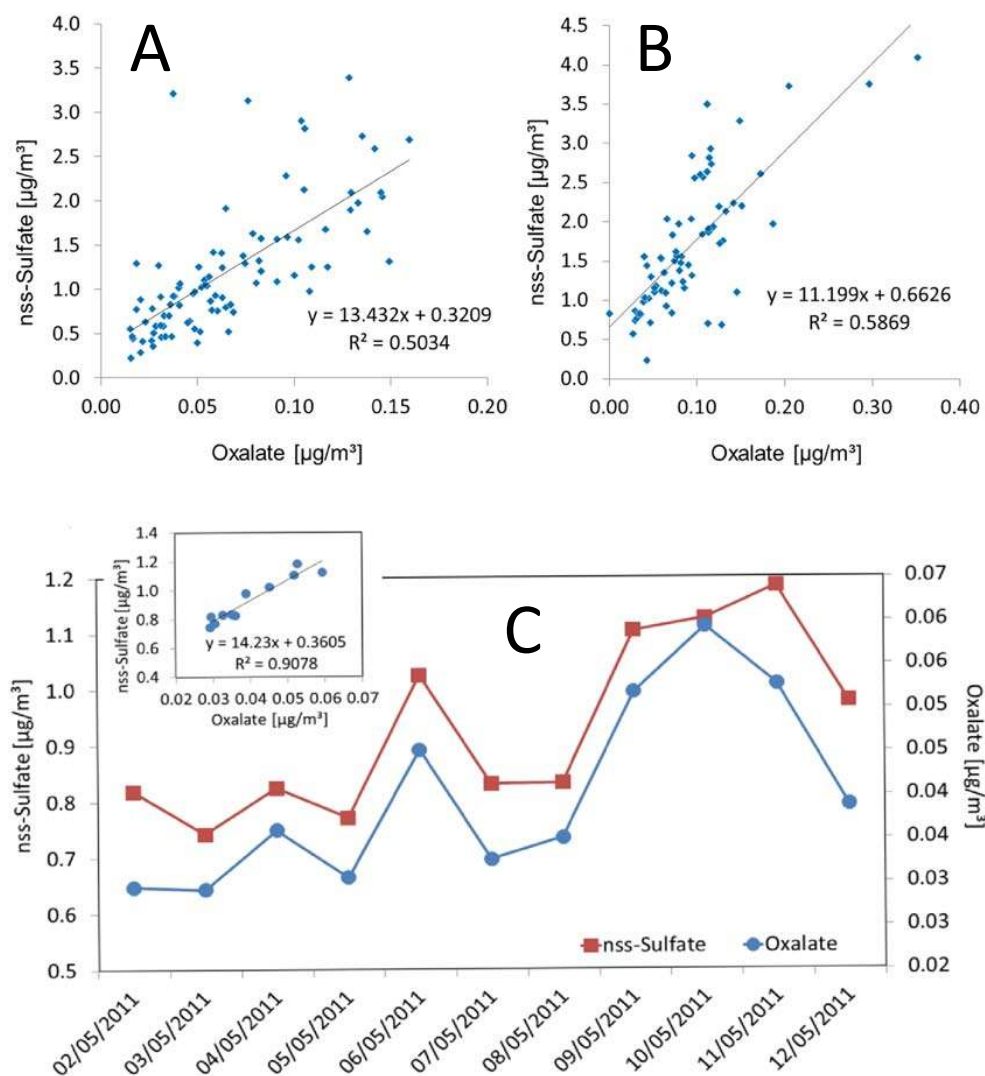 A
4.0
3.5
3.0
2.5
2.0
1.5
1.0
0.5
0.0
nss-Sulfate [µg/m³]
y = 13.432x + 0.3209
R² = 0.5034
0.00 0.05 0.10 0.15 0.20
Oxalate [µg/m³]
B
4.5
4.0
3.5
3.0
2.5
2.0
1.5
1.0
0.5
0.0
nss-Sulfate [µg/m³]
y = 11.199x + 0.6626
R² = 0.5869
0.00 0.10 0.20 0.30 0.40
Oxalate [µg/m³]
C
1.4
1.2
1.0
0.8
0.6
0.4
nss-Sulfate [µg/m³]
y = 14.23x + 0.3605
R² = 0.9078
0.02 0.03 0.04 0.05 0.06 0.07
Oxalate [µg/m³]
1.2
1.1
1.0
0.9
0.8
0.7
0.6
0.5
nss-Sulfate [µg/m³]
0.07
0.06
0.06
0.05
0.05
0.04
0.04
0.03
0.03
0.02
Oxalate [µg/m³]
nss-Sulfate Oxalate
02/05/2011
03/05/2011
04/05/2011
05/05/2011
06/05/2011
07/05/2011
08/05/2011
09/05/2011
10/05/2011
11/05/2011
12/05/2011